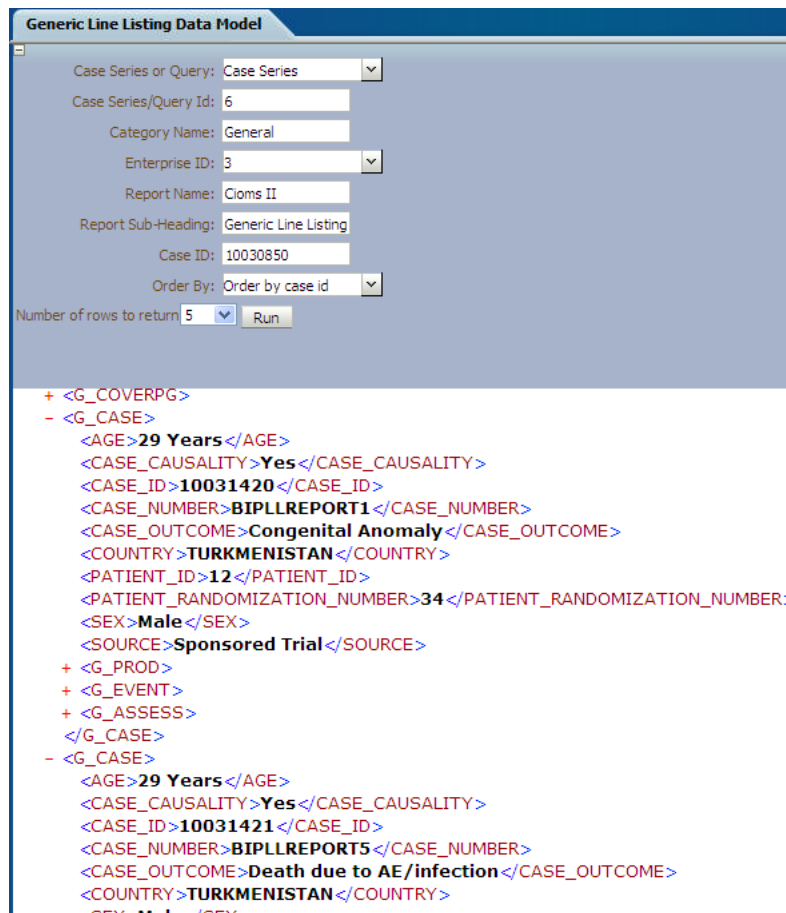 Generic Line Listing Data Model
Case Series or Query: Case Series
Case Series/Query Id: 6
Category Name: General
Enterprise ID: 3
Report Name: Cioms II
Report Sub-Heading: Generic Line Listing
Case ID: 10030850
Order By: Order by case id
Number of rows to return 5 Run
+ <G_COVERPG>
- <G_CASE>
<AGE>29 Years</AGE>
<CASE_CAUSALITY>Yes</CASE_CAUSALITY>
<CASE_ID>10031420</CASE_ID>
<CASE_NUMBER>BIPLLREPORT1</CASE_NUMBER>
<CASE_OUTCOME>Congenital Anomaly</CASE_OUTCOME>
<COUNTRY>TURKMENISTAN</COUNTRY>
<PATIENT_ID>12</PATIENT_ID>
<PATIENT_RANDOMIZATION_NUMBER>34</PATIENT_RANDOMIZATION_NUMBER>
<SEX>Male</SEX>
<SOURCE>Sponsored Trial</SOURCE>
+ <G_PROD>
+ <G_EVENT>
+ <G_ASSESS>
</G_CASE>
- <G_CASE>
<AGE>29 Years</AGE>
<CASE_CAUSALITY>Yes</CASE_CAUSALITY>
<CASE_ID>10031421</CASE_ID>
<CASE_NUMBER>BIPLLREPORT5</CASE_NUMBER>
<CASE_OUTCOME>Death due to AE/infection</CASE_OUTCOME>
<COUNTRY>TURKMENISTAN</COUNTRY>